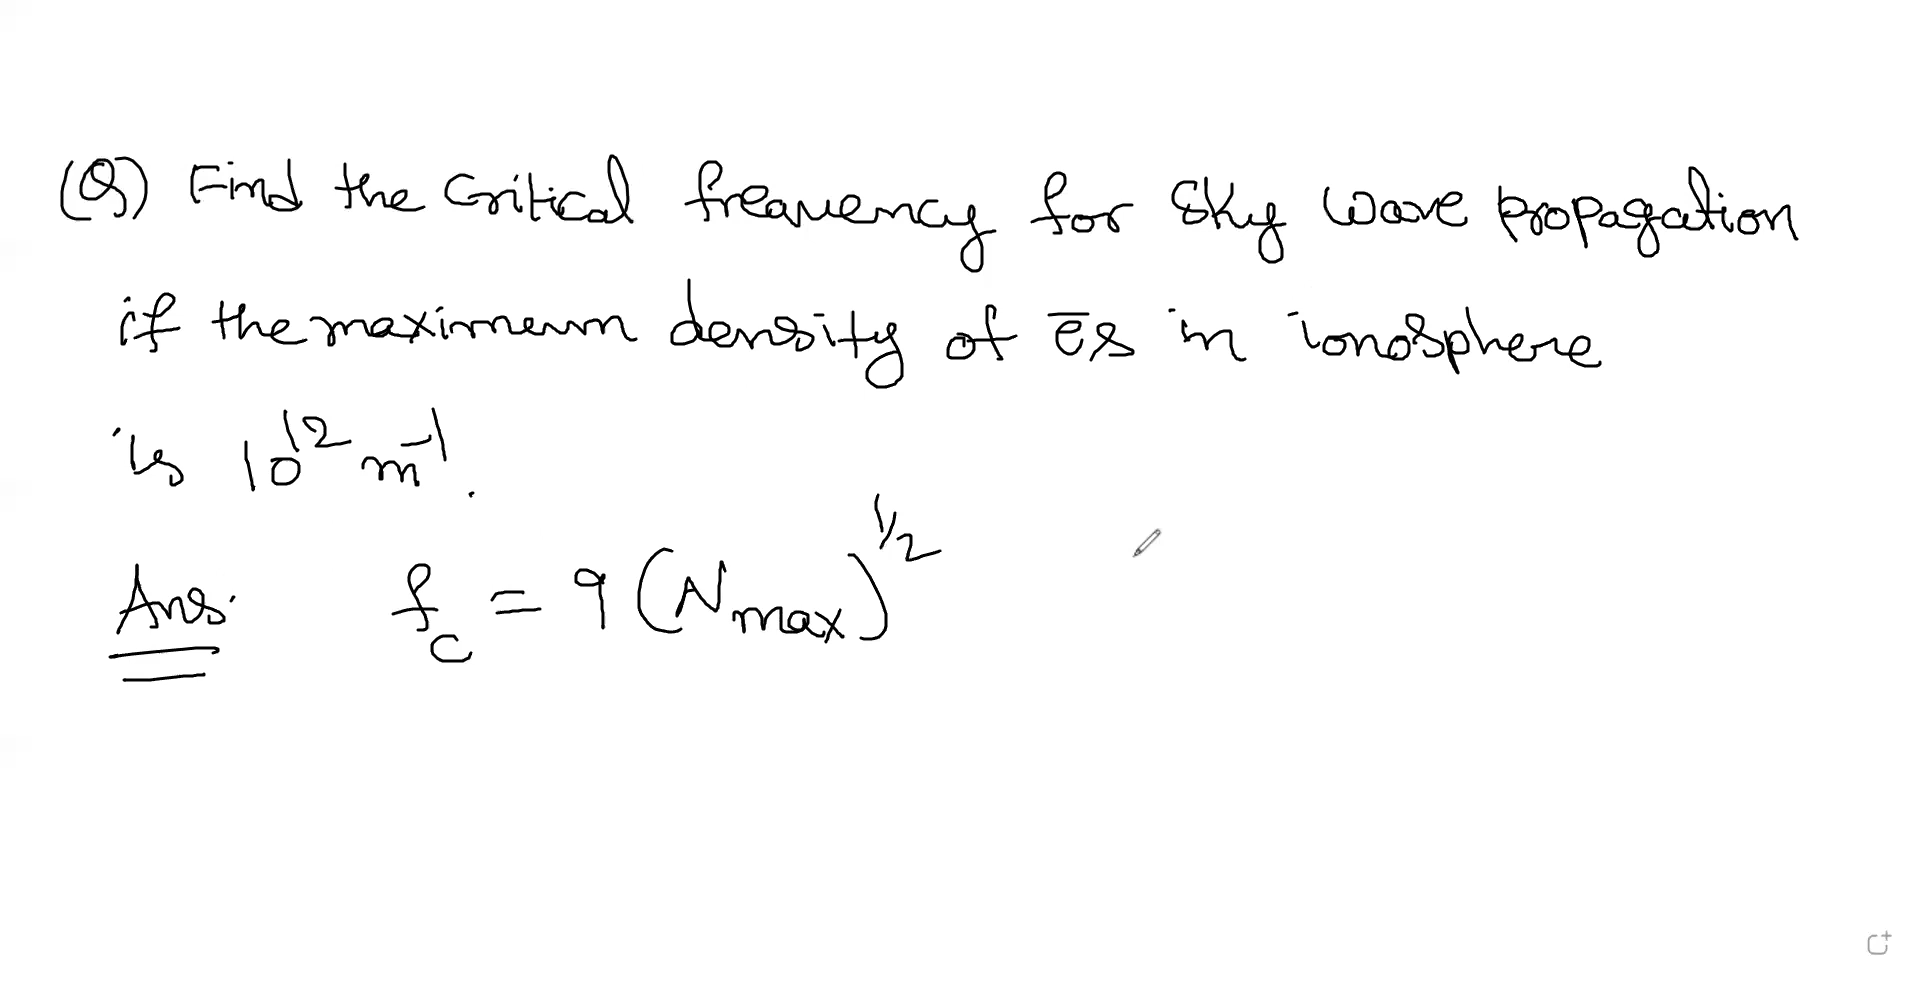 (Q) Find the Critical frequency for Sky wave propagation
if the maximum density of e̅s in ionosphere
is 10¹² m⁻¹.
Ans. f_c = 9 (N_max)^1/2